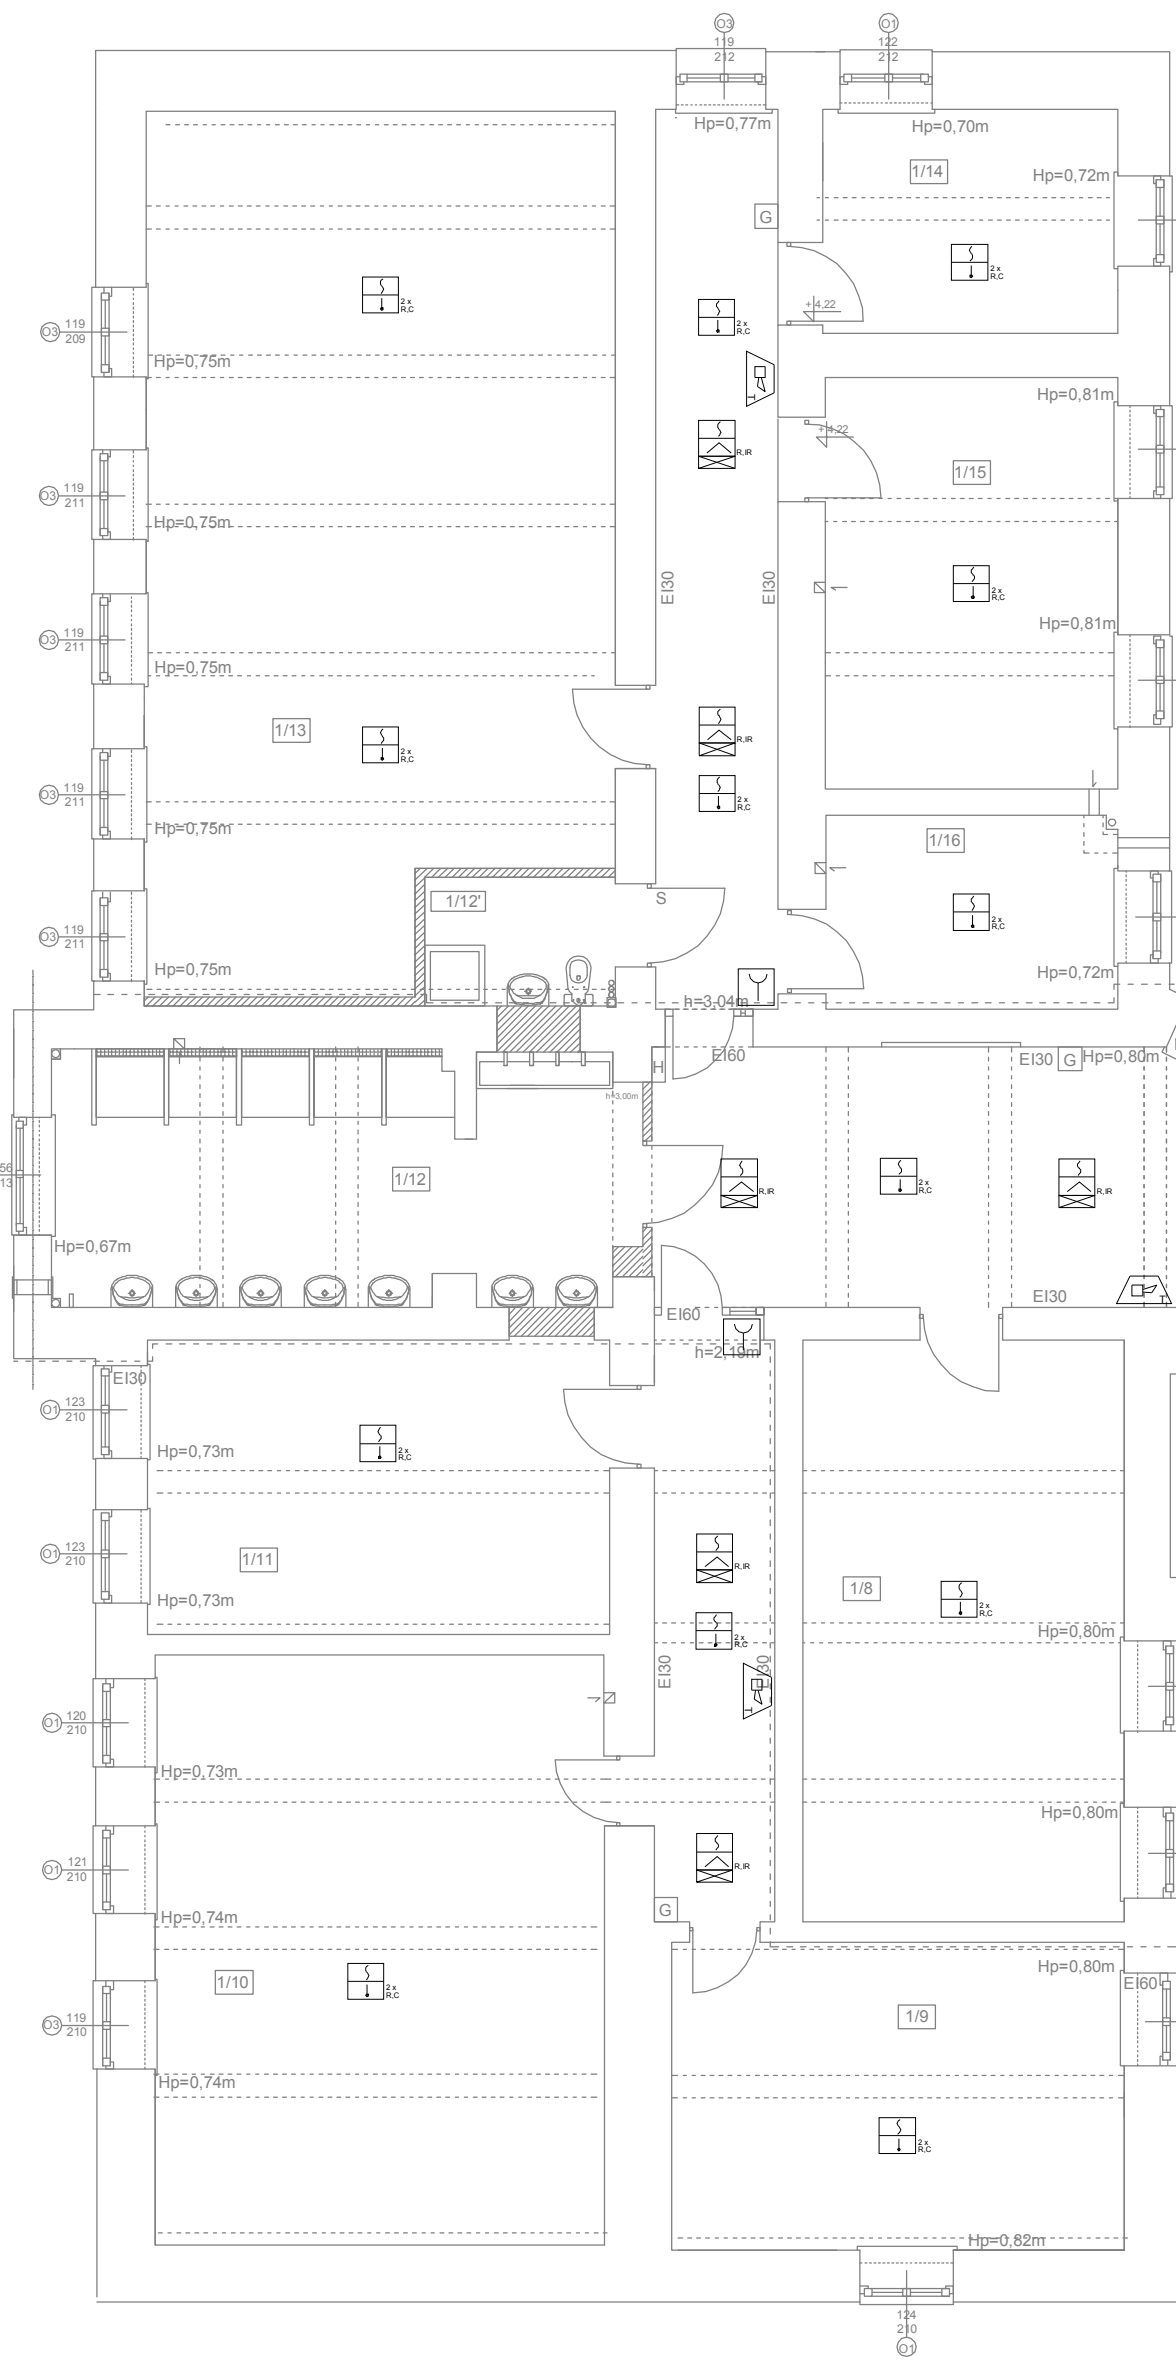 O3
119
212
O1
122
212
Hp=0,77m
Hp=0,70m
1/14
Hp=0,72m
G
2 x
R,C
2 x
R,C
+4,22
2 x
R,C
O3
119
209
Hp=0,75m
T
Hp=0,81m
+4,22
R,IR
1/15
O3
119
211
Hp=0,75m
EI30
EI30
1
2 x
R,C
Hp=0,81m
O3
119
211
Hp=0,75m
1/13
2 x
R,C
R,IR
2 x
R,C
O3
119
211
Hp=0,75m
1/16
1
1/12'
S
2 x
R,C
O3
119
211
Hp=0,75m
Hp=0,72m
h=3,04m
EI60
H
EI30
G
Hp=0,80m
h=3,00m
56
13
1/12
R,IR
2 x
R,C
R,IR
Hp=0,67m
EI30
T
EI60
h=2,19m
EI30
O1
123
210
Hp=0,73m
2 x
R,C
O1
123
210
1/11
R,IR
1/8
2 x
R,C
Hp=0,73m
2 x
R,C
Hp=0,80m
EI30
EI30
T
1
O1
120
210
Hp=0,73m
Hp=0,80m
O1
121
210
R,IR
Hp=0,74m
G
Hp=0,80m
EI60
1/10
2 x
R,C
1/9
O3
119
210
Hp=0,74m
2 x
R,C
Hp=0,82m
124
210
O1